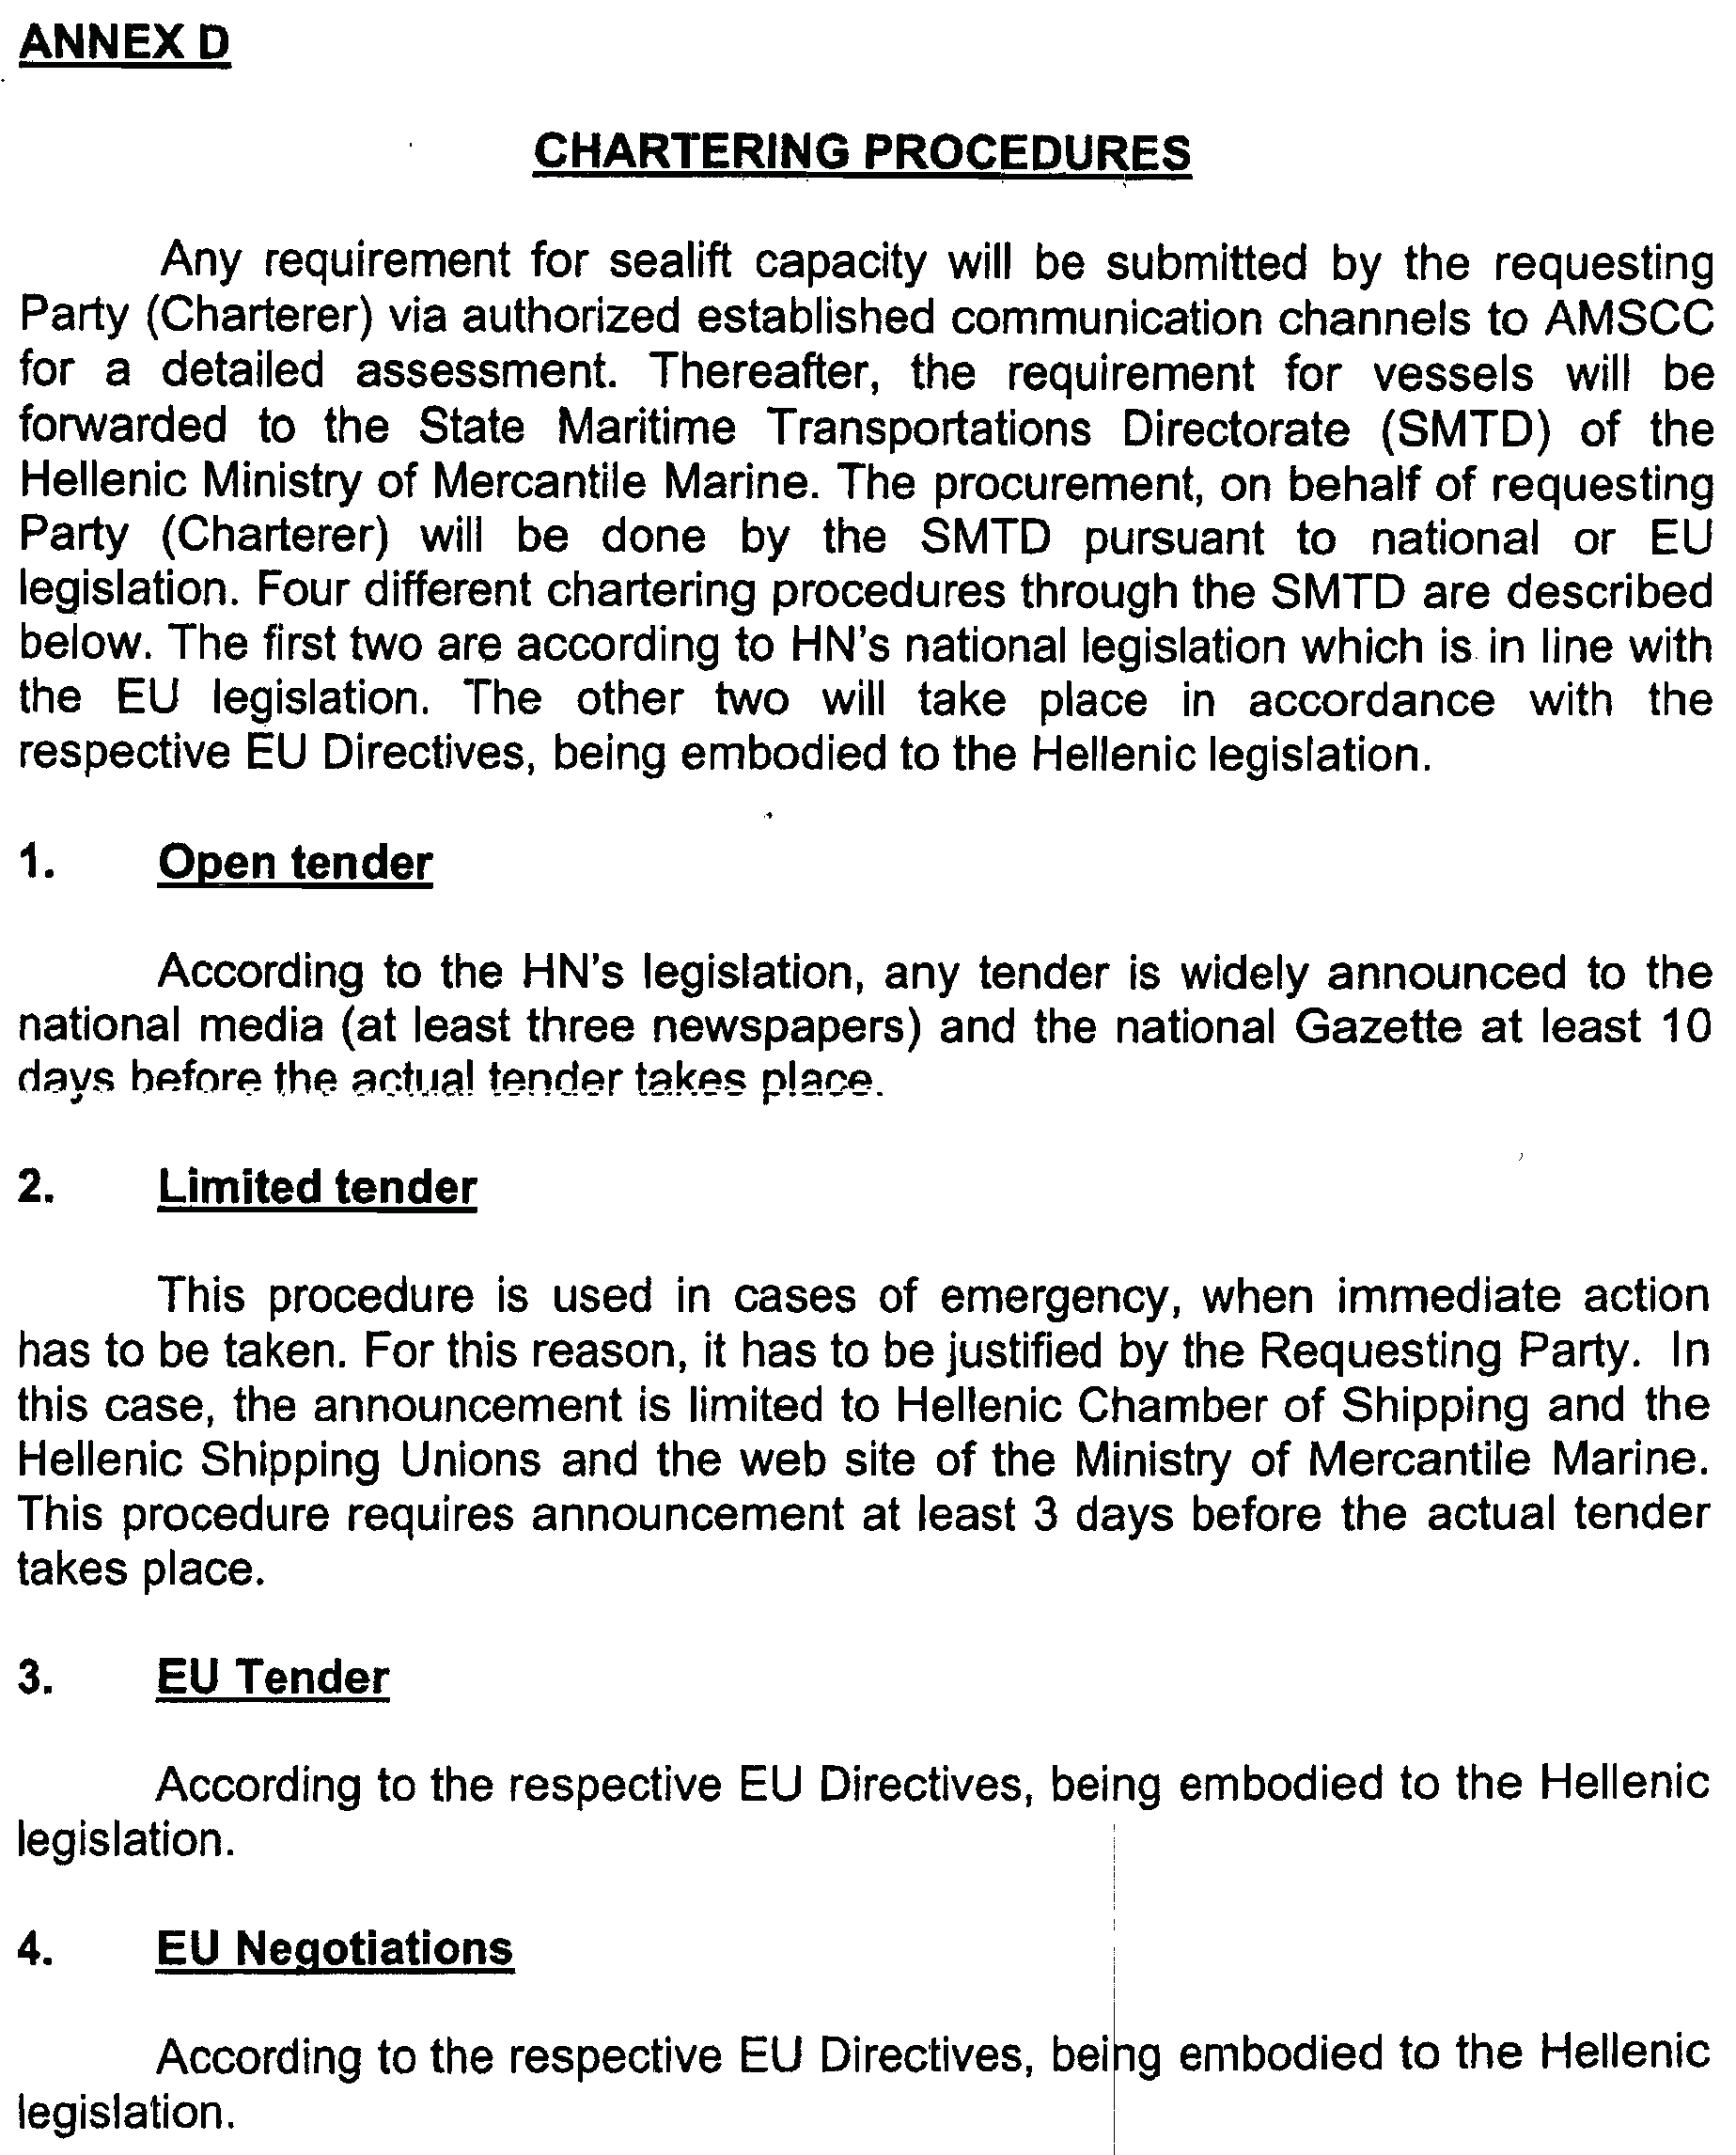 ANNEX D
CHARTERING PROCEDURES
Any requirement for sealift capacity will be submitted by the requesting
Party (Charterer) via authorized established communication channels to AMSCC
for a detailed assessment. Thereafter, the requirement for vessels will be
forwarded to the State Maritime Transportations Directorate (SMTD) of the
Hellenic Ministry of Mercantile Marine. The procurement, on behalf of requesting
Party (Charterer) will be done by the SMTD pursuant to national or EU
legislation. Four different chartering procedures through the SMTD are described
below. The first two are according to HN's national legislation which is in line with
the EU legislation. The other two will take place in accordance with the
respective EU Directives, being embodied to the Hellenic legislation.
1. Open tender
According to the HN's legislation, any tender is widely announced to the
national media (at least three newspapers) and the national Gazette at least 10
days before the actual tender takes place.
2. Limited tender
This procedure is used in cases of emergency, when immediate action
has to be taken. For this reason, it has to be justified by the Requesting Party. In
this case, the announcement is limited to Hellenic Chamber of Shipping and the
Hellenic Shipping Unions and the web site of the Ministry of Mercantile Marine.
This procedure requires announcement at least 3 days before the actual tender
takes place.
3. EU Tender
According to the respective EU Directives, being embodied to the Hellenic
legislation.
4. EU Negotiations
According to the respective EU Directives, being embodied to the Hellenic
legislation.